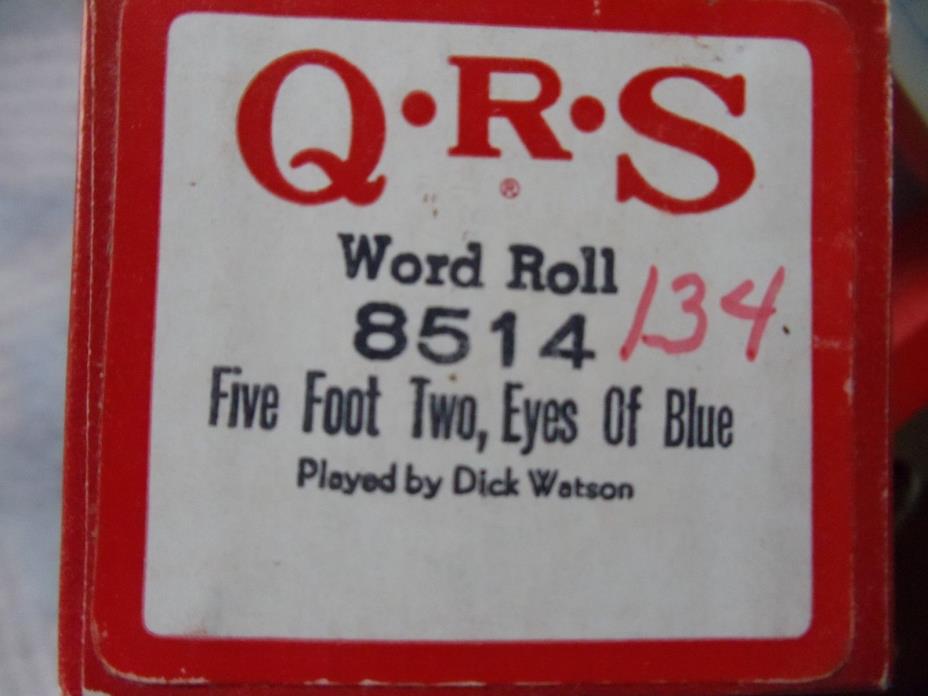 Q·R·S
®
Word Roll
8514 134
Five Foot Two, Eyes Of Blue
Played by Dick Watson